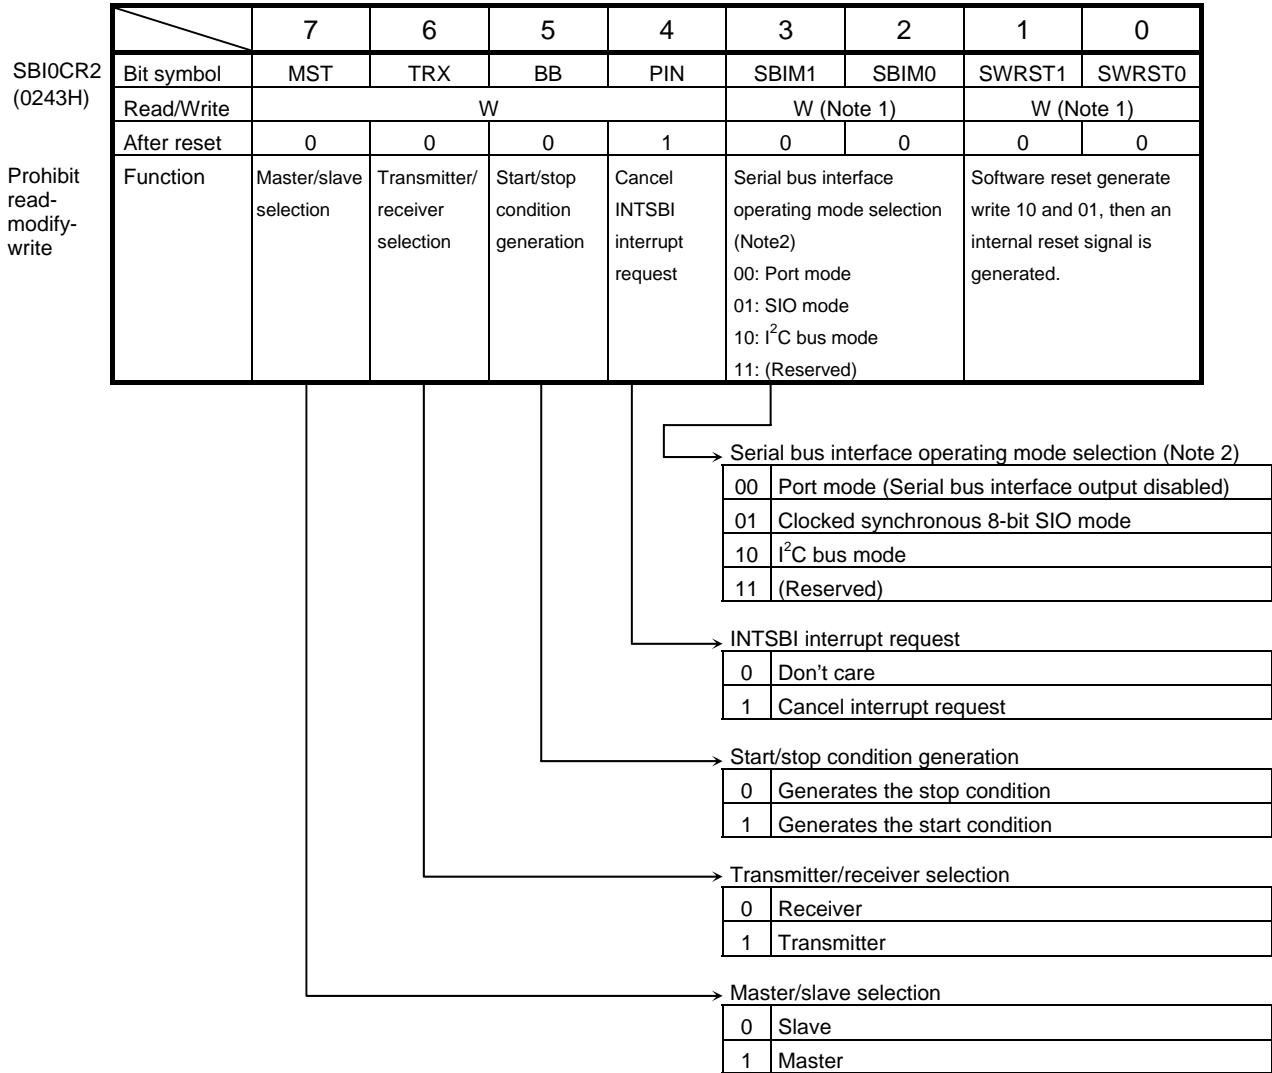 7 6 5 4 3 2 1 0
SBI0CR2
(0243H)
Bit symbol MST TRX BB PIN SBIM1 SBIM0 SWRST1 SWRST0
Read/Write W W (Note 1) W (Note 1)
After reset 0 0 0 1 0 0 0 0
Prohibit
read-
modify-
write
Function
Master/slave
selection
Transmitter/
receiver
selection
Start/stop
condition
generation
Cancel
INTSBI
interrupt
request
Serial bus interface
operating mode selection
(Note2)
00: Port mode
01: SIO mode
10: I²C bus mode
11: (Reserved)
Software reset generate
write 10 and 01, then an
internal reset signal is
generated.
Serial bus interface operating mode selection (Note 2)
00 Port mode (Serial bus interface output disabled)
01 Clocked synchronous 8-bit SIO mode
10 I²C bus mode
11 (Reserved)
INTSBI interrupt request
0 Don't care
1 Cancel interrupt request
Start/stop condition generation
0 Generates the stop condition
1 Generates the start condition
Transmitter/receiver selection
0 Receiver
1 Transmitter
Master/slave selection
0 Slave
1 Master